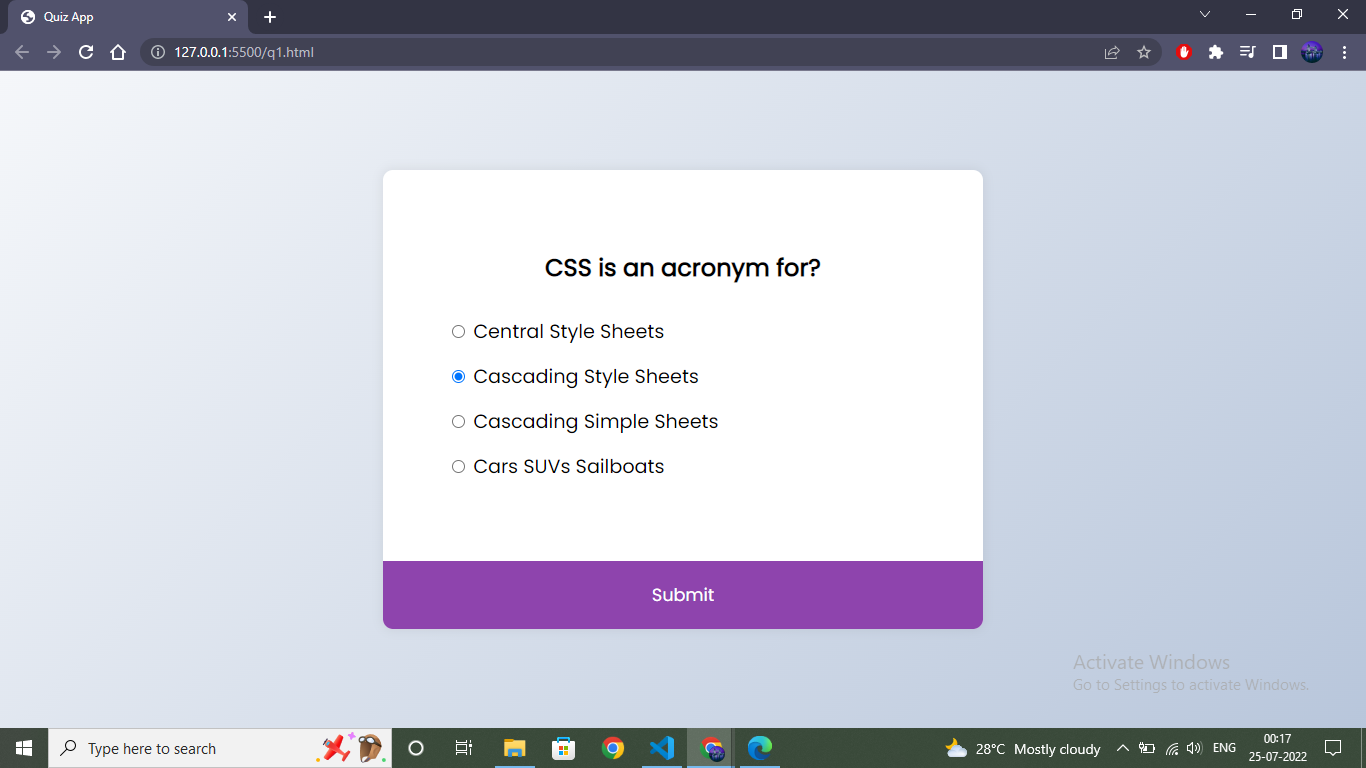 Quiz App
127.0.0.1:5500/q1.html
CSS is an acronym for?
Central Style Sheets
Cascading Style Sheets
Cascading Simple Sheets
Cars SUVs Sailboats
Submit
Activate Windows
Go to Settings to activate Windows.
Type here to search
28°C Mostly cloudy
ENG
00:17
25-07-2022